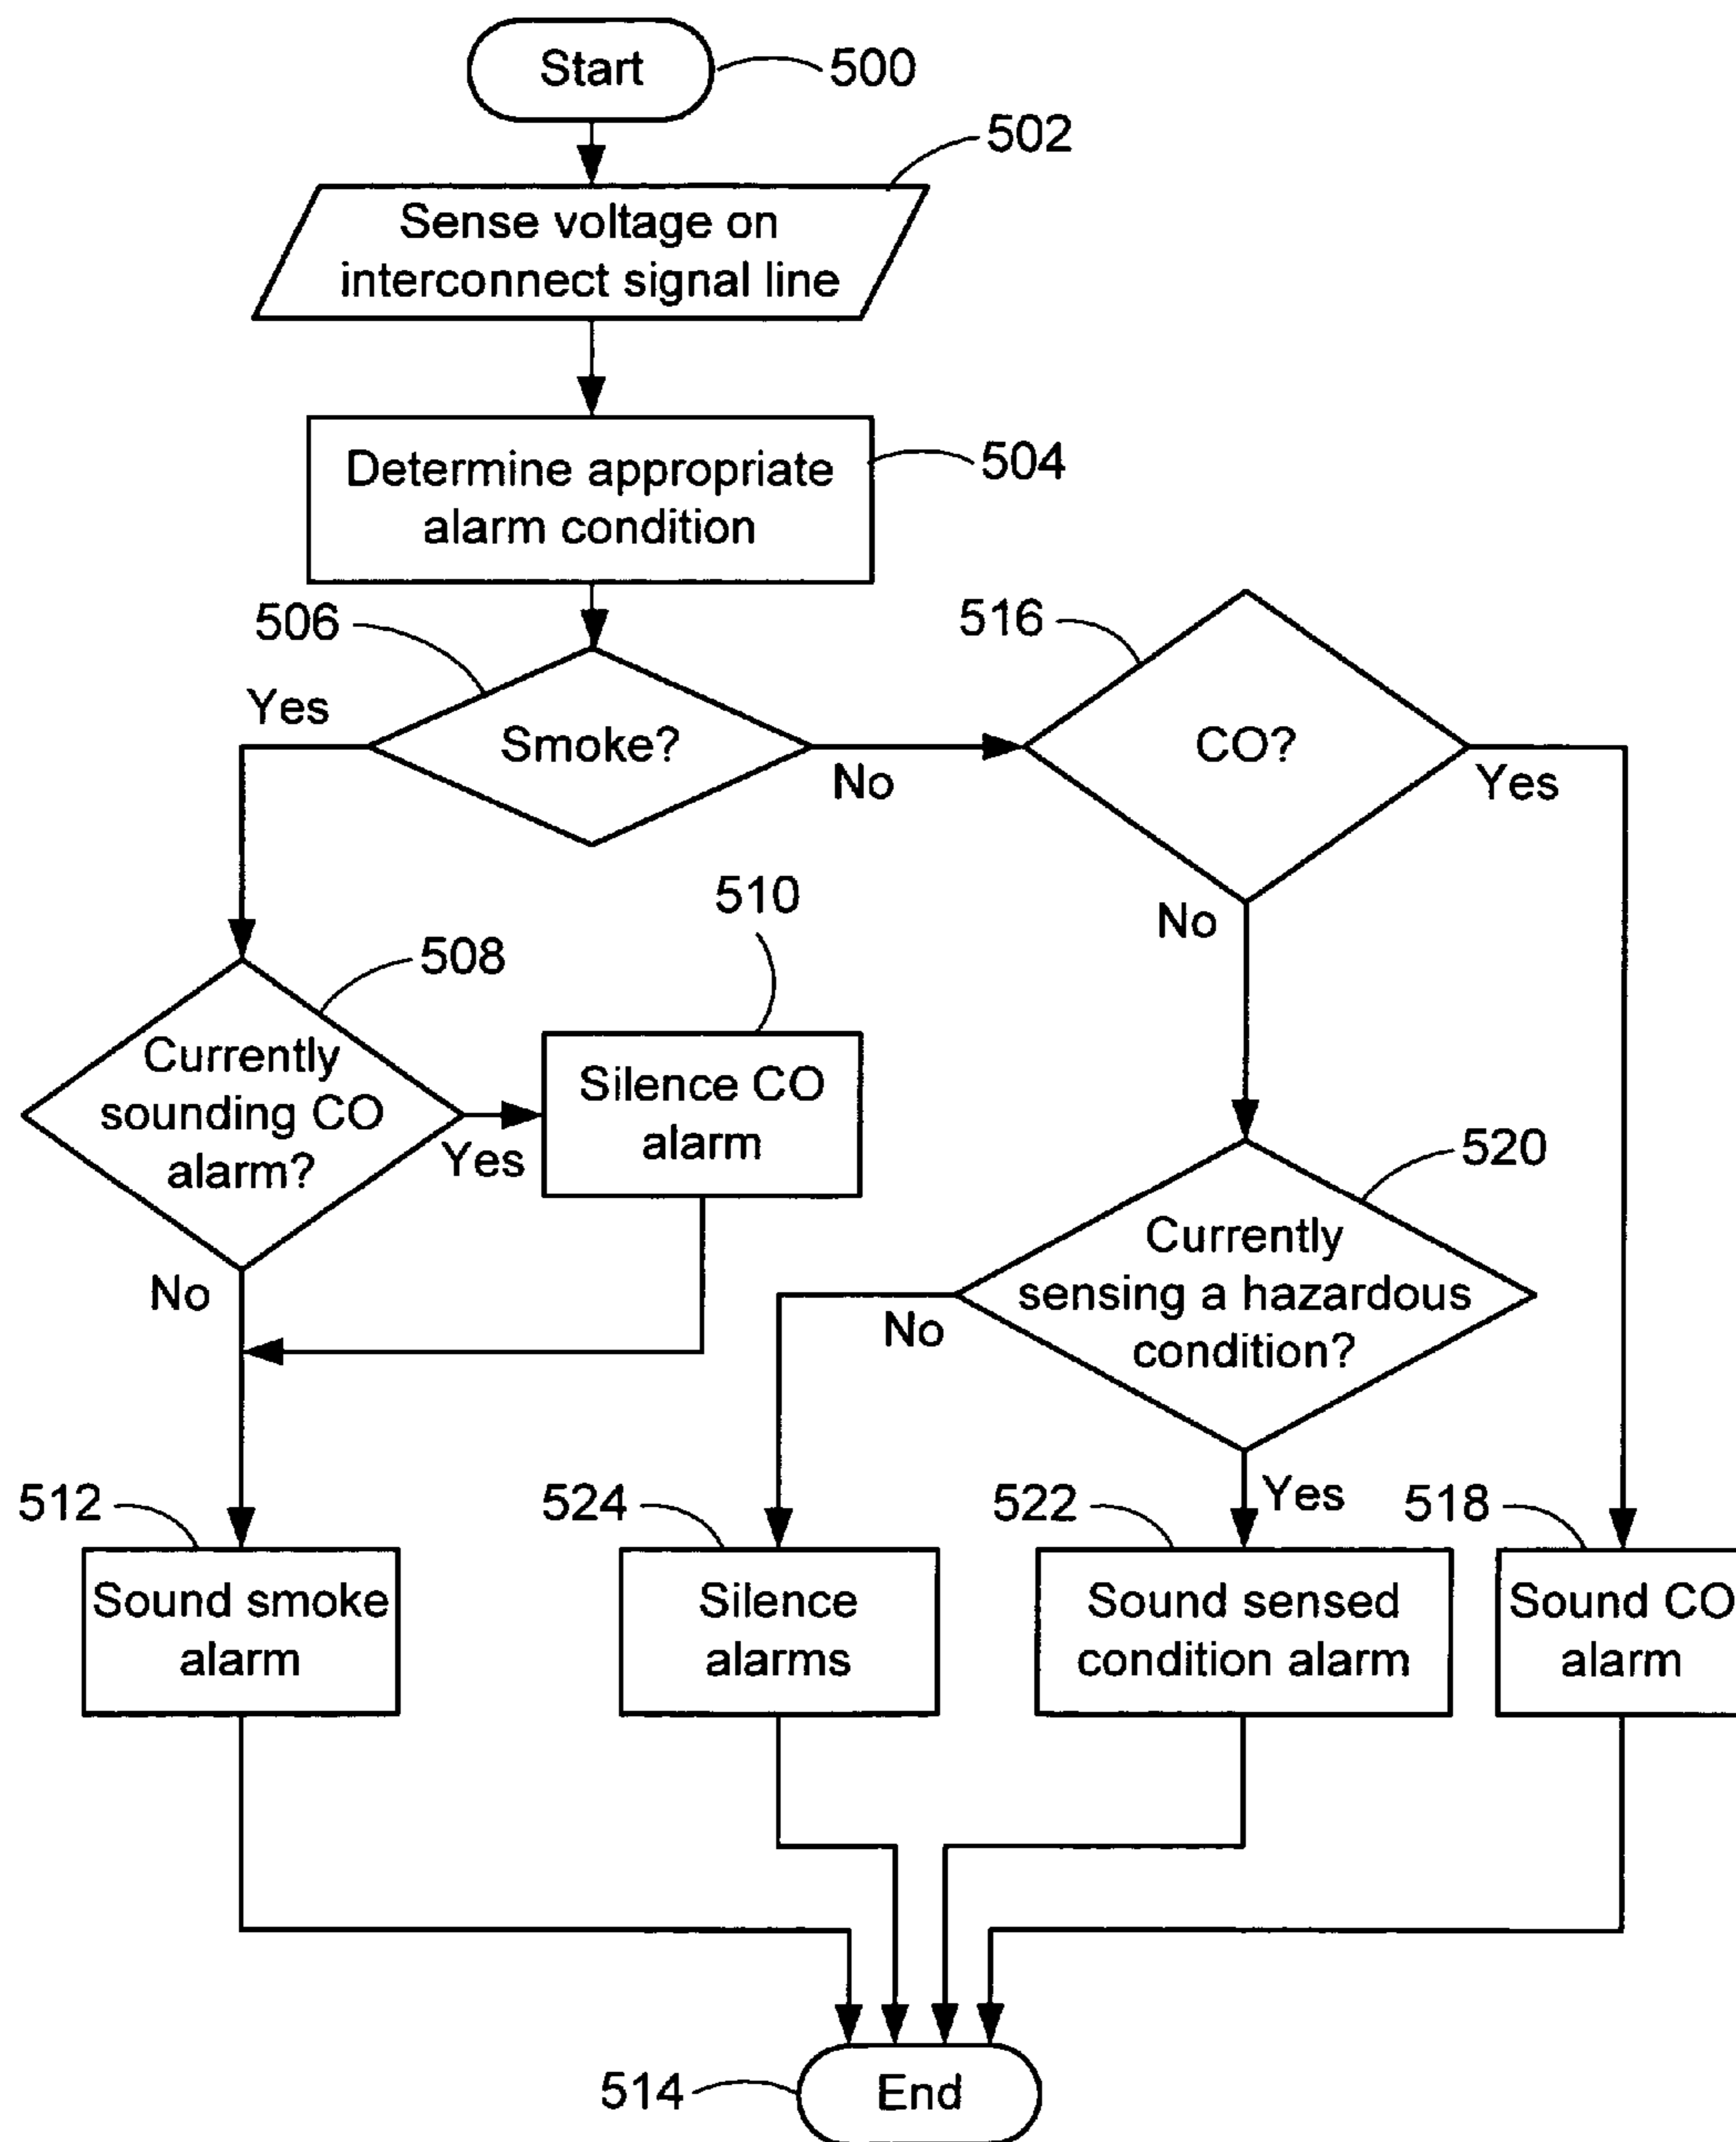 Start
500
502
Sense voltage on
interconnect signal line
Determine appropriate
alarm condition
504
506
516
Yes
Smoke?
No
CO?
Yes
510
No
508
Currently
sounding CO
alarm?
Yes
Silence CO
alarm
520
No
Currently
sensing a hazardous
condition?
No
Yes
512
524
522
518
Sound smoke
alarm
Silence
alarms
Sound sensed
condition alarm
Sound CO
alarm
514
End